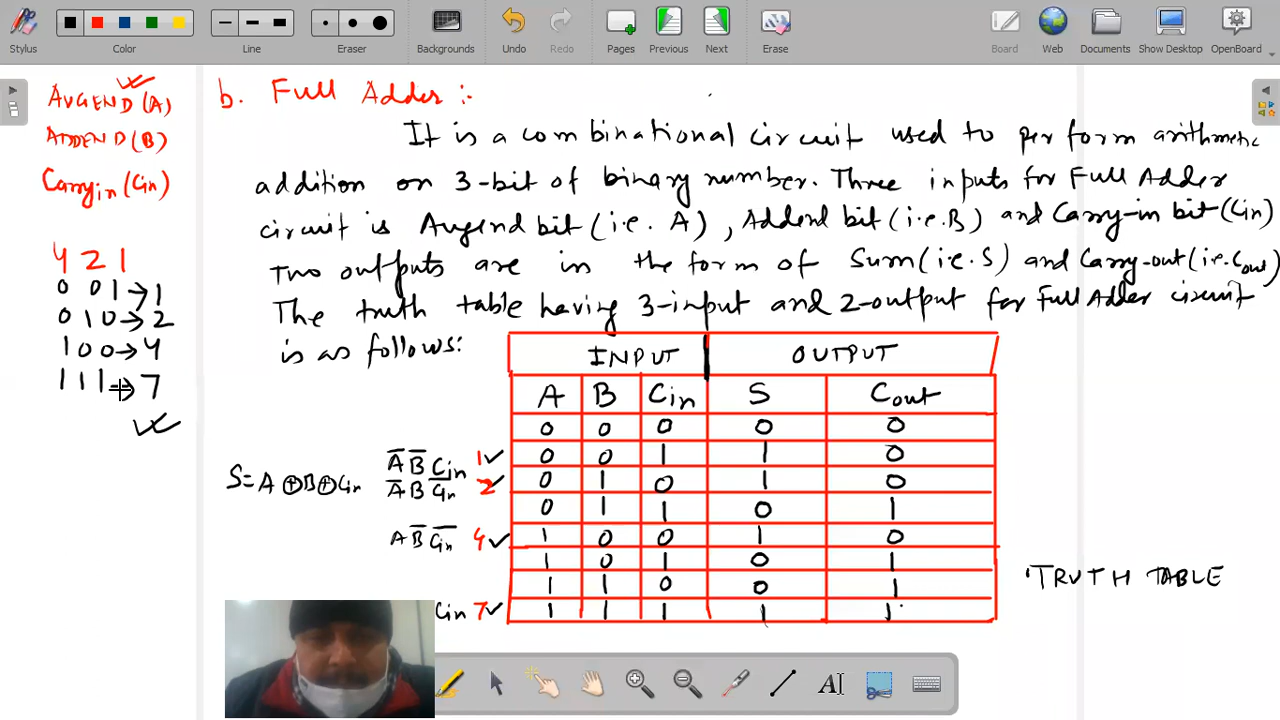 Stylus
Color
Line
Eraser
Backgrounds
Undo
Redo
Pages
Previous
Next
Erase
Board
Web
Documents
Show Desktop
OpenBoard
AUGEND (A)
ADDEND (B)
Carry in (Cin)
4 2 1
0 0 1 → 1
0 1 0 → 2
1 0 0 → 4
1 1 1 → 7
b. Full Adder :-
It is a combinational circuit used to perform arithmetic
addition on 3-bit of binary number. Three inputs for Full Adder
circuit is Augend bit (i.e. A), Addend bit (i.e. B) and Carry-in bit (Cin)
Two outputs are in the form of Sum (i.e. S) and Carry-out (i.e. Cout)
The truth table having 3-input and 2-output for Full Adder circuit
is as follows:
INPUT OUTPUT
A B Cin S Cout
0 0 0 0 0
A̅ B̅ Cin 1 0 0 1 1 0
S = A ⊕ B ⊕ Cin
A̅ B C̅in 2 0 1 0 1 0
0 1 1 0 1
A B̅ C̅in 4 1 0 0 1 0
1 0 1 0 1
1 1 0 0 1
Cin 7 1 1 1 1 1
TRUTH TABLE